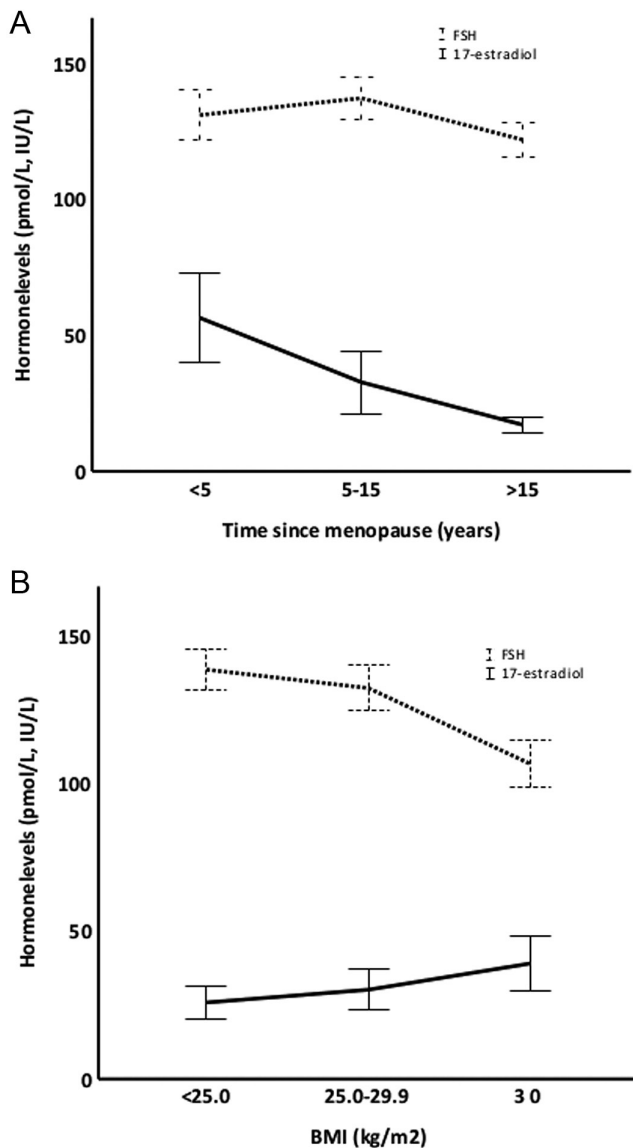 A
FSH
17-estradiol
150
100
50
0
Hormonelevels (pmol/L, IU/L)
<5 5-15 >15
Time since menopause (years)
B
FSH
17-estradiol
150
100
50
0
Hormonelevels (pmol/L, IU/L)
<25.0 25.0-29.9 3 0
BMI (kg/m2)